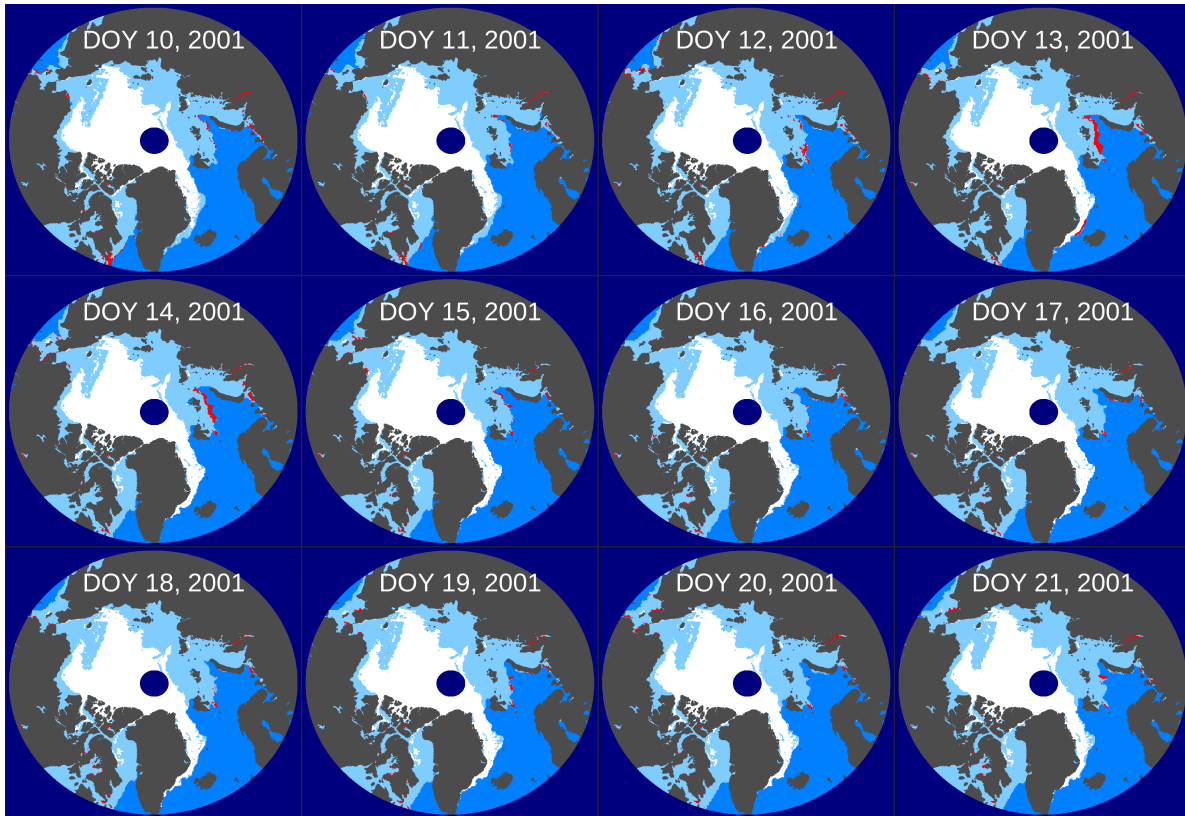 DOY 10, 2001
DOY 11, 2001
DOY 12, 2001
DOY 13, 2001
DOY 14, 2001
DOY 15, 2001
DOY 16, 2001
DOY 17, 2001
DOY 18, 2001
DOY 19, 2001
DOY 20, 2001
DOY 21, 2001